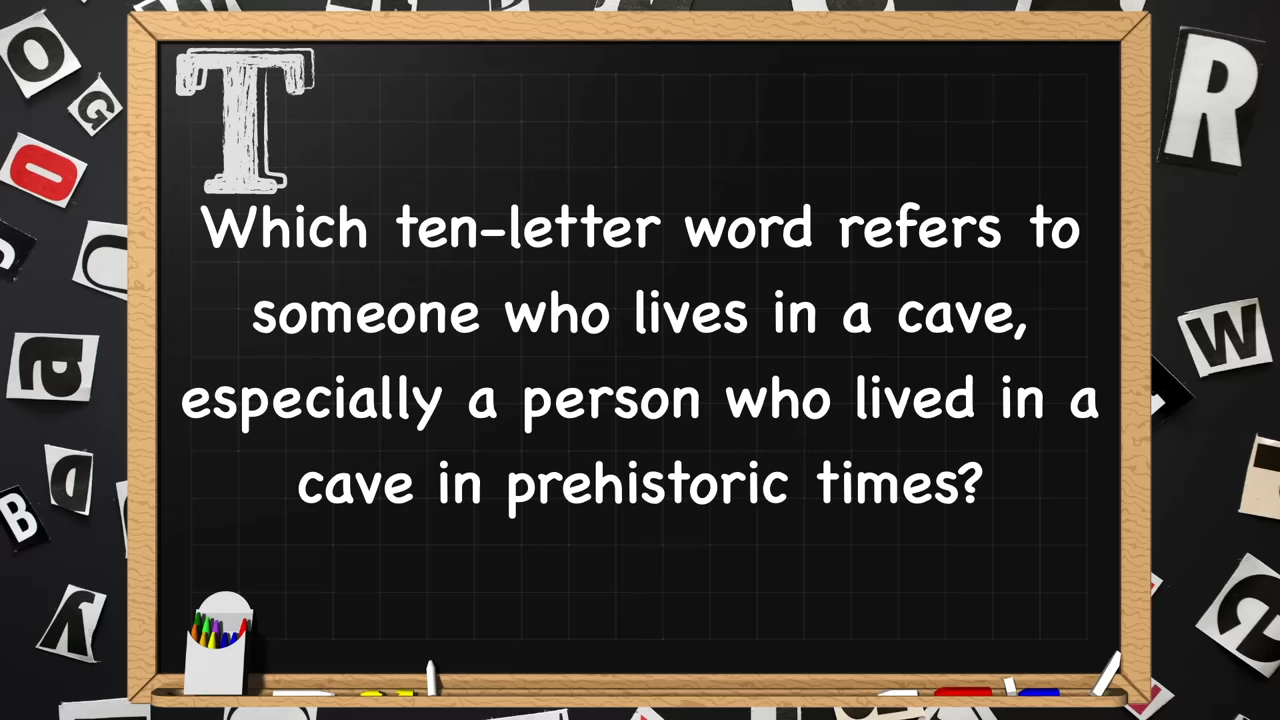 T
Which ten-letter word refers to
someone who lives in a cave,
especially a person who lived in a
cave in prehistoric times?
O
G
O
a
B
R
W